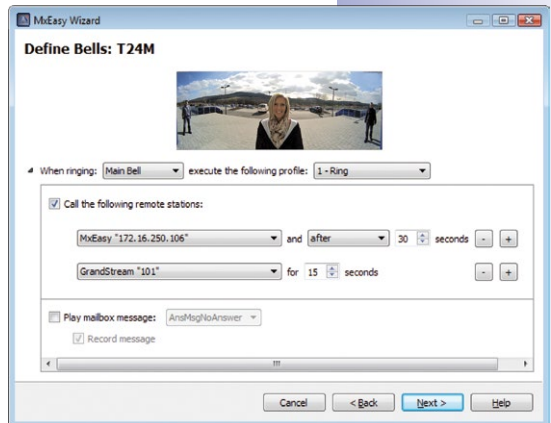 MxEasy Wizard
Define Bells: T24M
When ringing: Main Bell execute the following profile: 1 - Ring
Call the following remote stations:
MxEasy "172.16.250.106" and after 30 seconds - +
GrandStream "101" for 15 seconds - +
Play mailbox message: AnsMsgNoAnswer
Record message
Cancel < Back Next > Help